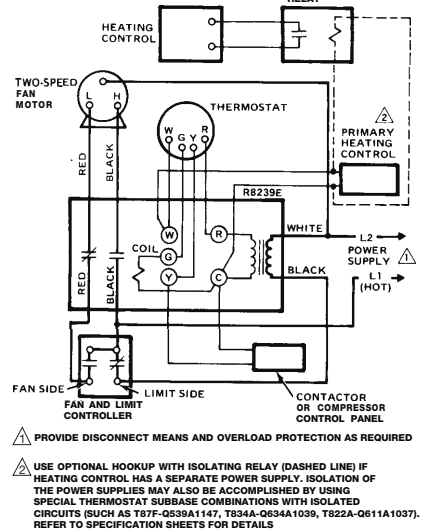 RELAY
HEATING
CONTROL
TWO-SPEED
FAN
MOTOR
L
H
THERMOSTAT
W
G
Y
R
2
PRIMARY
HEATING
CONTROL
RED
BLACK
R8239E
W
R
WHITE
L2
COIL
G
POWER
SUPPLY
1
BLACK
L1
(HOT)
RED
BLACK
Y
C
FAN SIDE
LIMIT SIDE
FAN AND LIMIT
CONTROLLER
CONTACTOR
OR COMPRESSOR
CONTROL PANEL
1 PROVIDE DISCONNECT MEANS AND OVERLOAD PROTECTION AS REQUIRED
2 USE OPTIONAL HOOKUP WITH ISOLATING RELAY (DASHED LINE) IF
HEATING CONTROL HAS A SEPARATE POWER SUPPLY. ISOLATION OF
THE POWER SUPPLIES MAY ALSO BE ACCOMPLISHED BY USING
SPECIAL THERMOSTAT SUBBASE COMBINATIONS WITH ISOLATED
CIRCUITS (SUCH AS T87F-Q539A1147, T834A-Q634A1039, T822A-Q611A1037).
REFER TO SPECIFICATION SHEETS FOR DETAILS